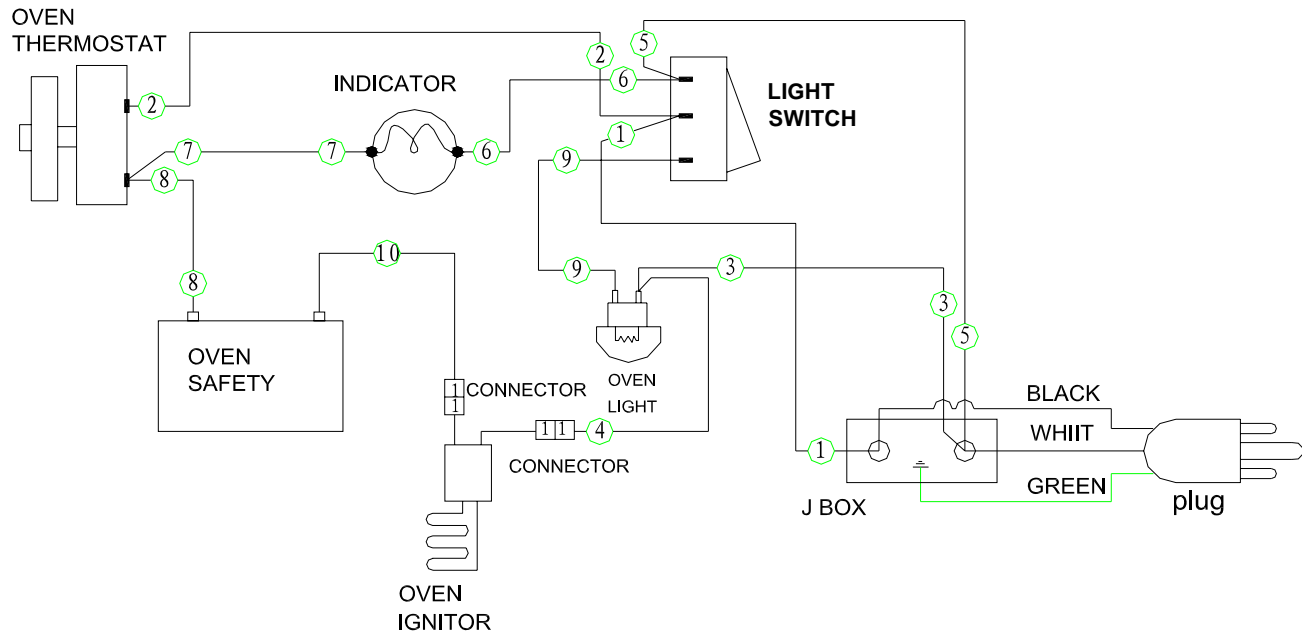 OVEN
THERMOSTAT
2
7
8
8
INDICATOR
7
6
6
2
5
1
9
LIGHT
SWITCH
10
9
3
3
5
OVEN
SAFETY
1
1
CONNECTOR
1 1
4
CONNECTOR
OVEN
LIGHT
OVEN
IGNITOR
1
J BOX
BLACK
WHIIT
GREEN
plug